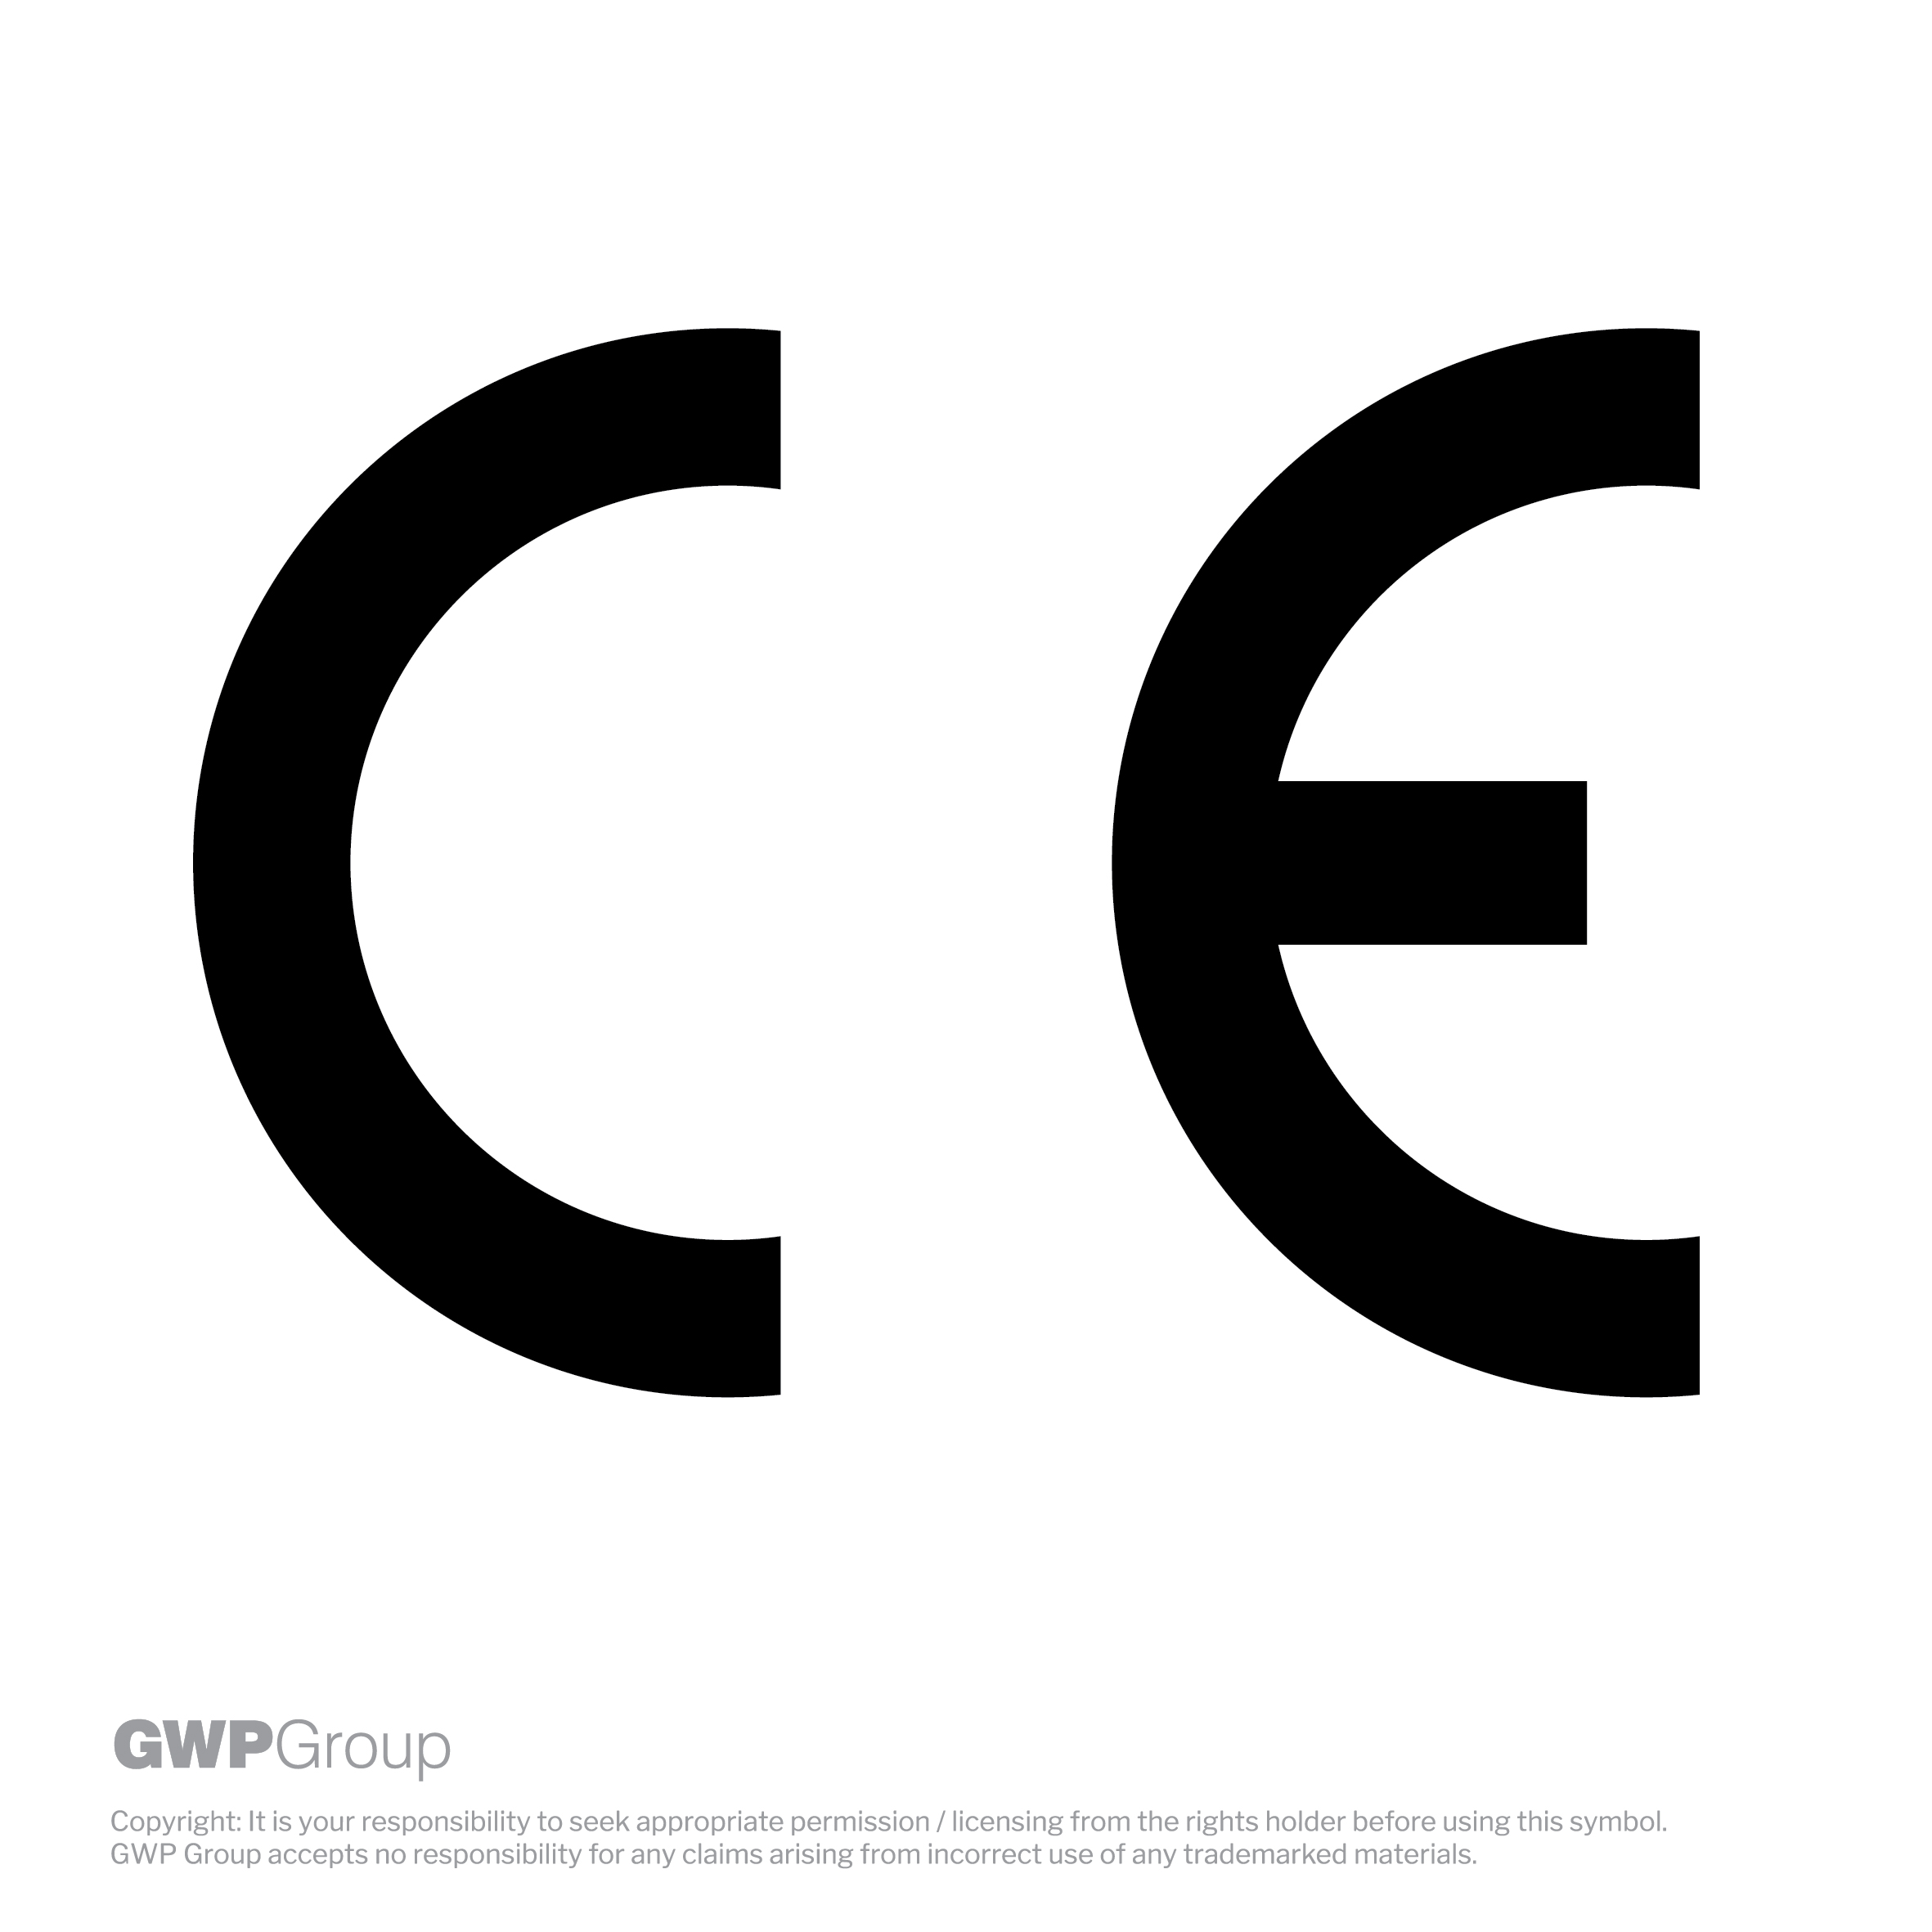 CE
GWPGroup
Copyright: It is your responsibility to seek appropriate permission / licensing from the rights holder before using this symbol.
GWP Group accepts no responsibility for any claims arising from incorrect use of any trademarked materials.